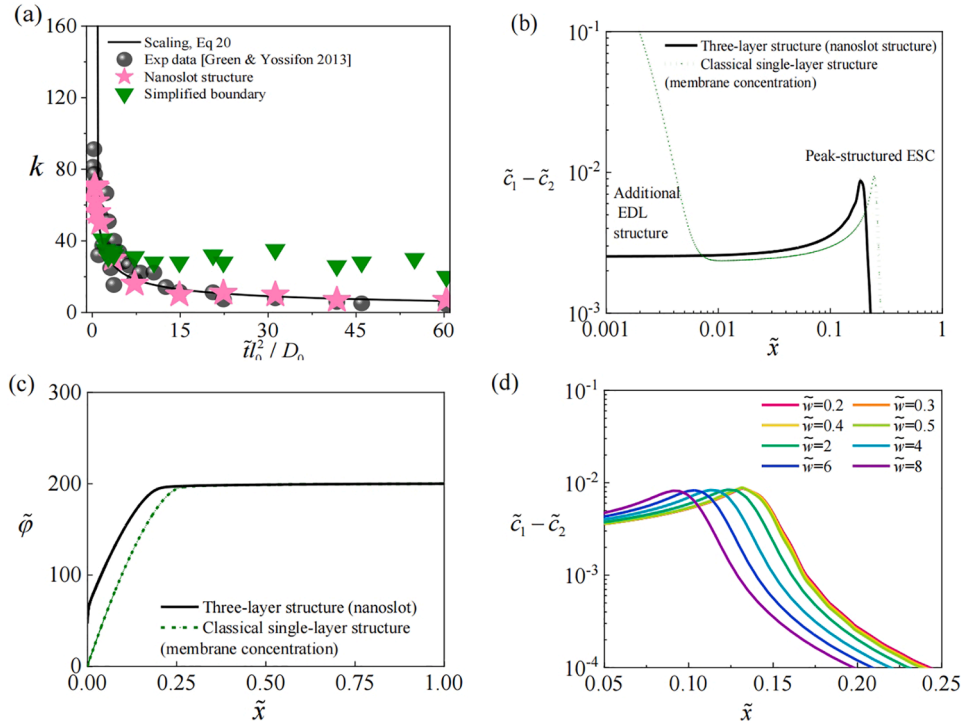 (a)
160
120
80
40
0
k
Scaling, Eq 20
Exp data [Green & Yossifon 2013]
Nanoslot structure
Simplified boundary
0 15 30 45 60
t̃l₀²/D₀
(b)
10⁻¹
10⁻²
10⁻³
c̃₁ − c̃₂
Three-layer structure (nanoslot structure)
Classical single-layer structure
(membrane concentration)
Peak-structured ESC
Additional
EDL
structure
0.001 0.01 0.1 1
x̃
(c)
300
200
100
0
φ̃
Three-layer structure (nanoslot)
Classical single-layer structure
(membrane concentration)
0.00 0.25 0.50 0.75 1.00
x̃
(d)
10⁻¹
10⁻²
10⁻³
10⁻⁴
c̃₁ − c̃₂
w̃=0.2 w̃=0.3
w̃=0.4 w̃=0.5
w̃=2 w̃=4
w̃=6 w̃=8
0.05 0.10 0.15 0.20 0.25
x̃